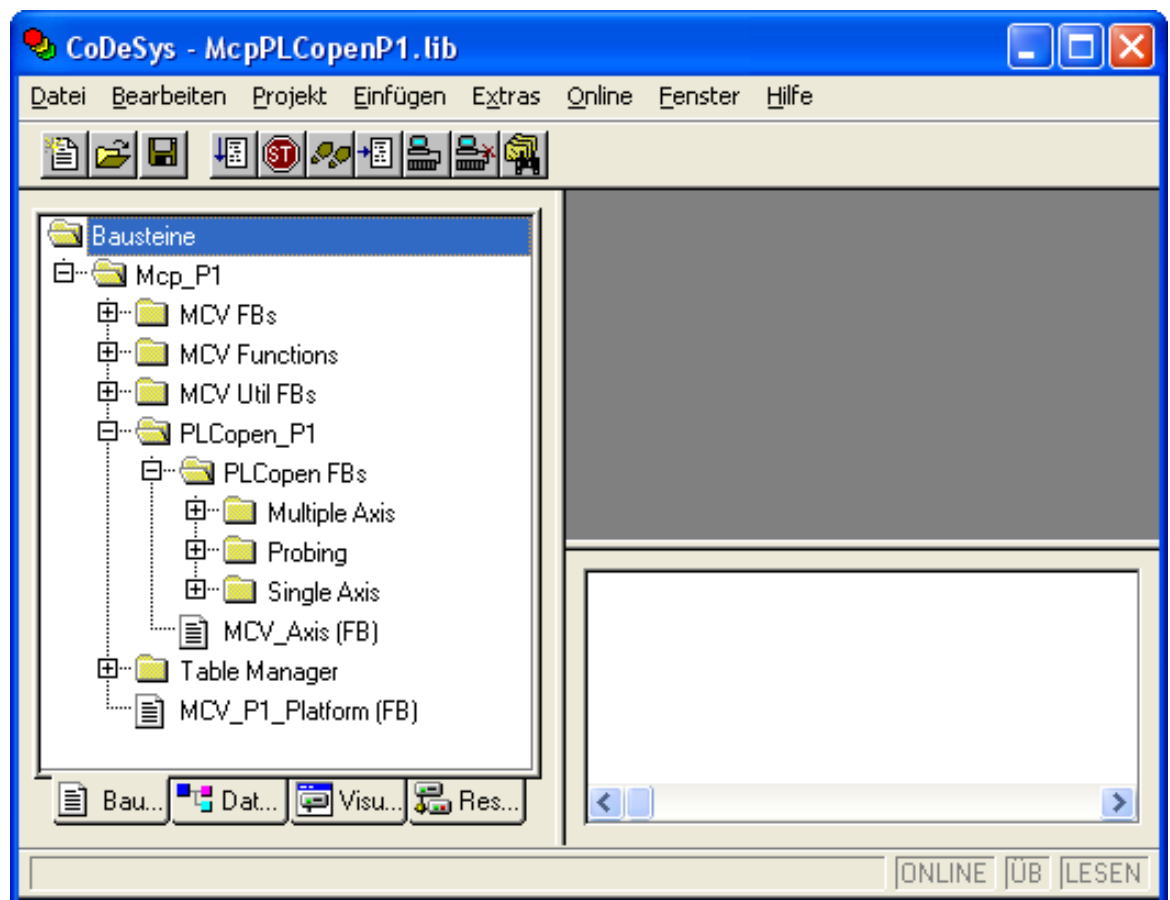 CoDeSys - McpPLCopenP1.lib
Datei Bearbeiten Projekt Einfügen Extras Online Fenster Hilfe
ST
Bausteine
Mcp_P1
MCV FBs
MCV Functions
MCV Util FBs
PLCopen_P1
PLCopen FBs
Multiple Axis
Probing
Single Axis
MCV_Axis (FB)
Table Manager
MCV_P1_Platform (FB)
Bau... Dat... Visu... Res...
ONLINE ÜB LESEN